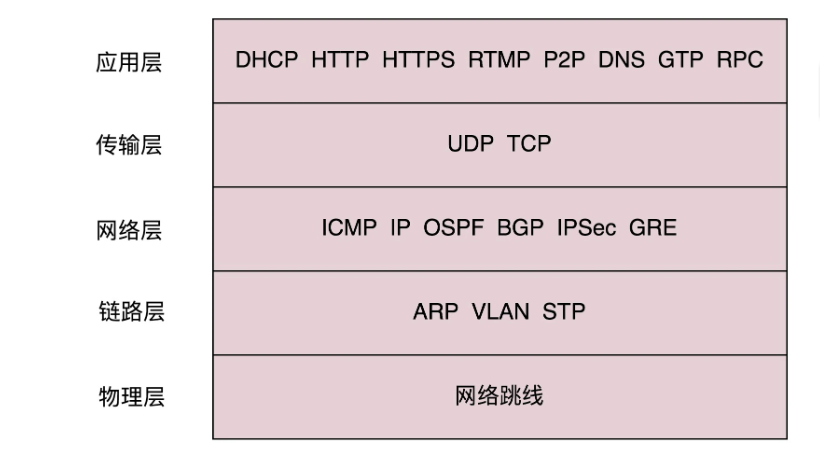 应用层 DHCP HTTP HTTPS RTMP P2P DNS GTP RPC
传输层 UDP TCP
网络层 ICMP IP OSPF BGP IPSec GRE
链路层 ARP VLAN STP
物理层 网络跳线